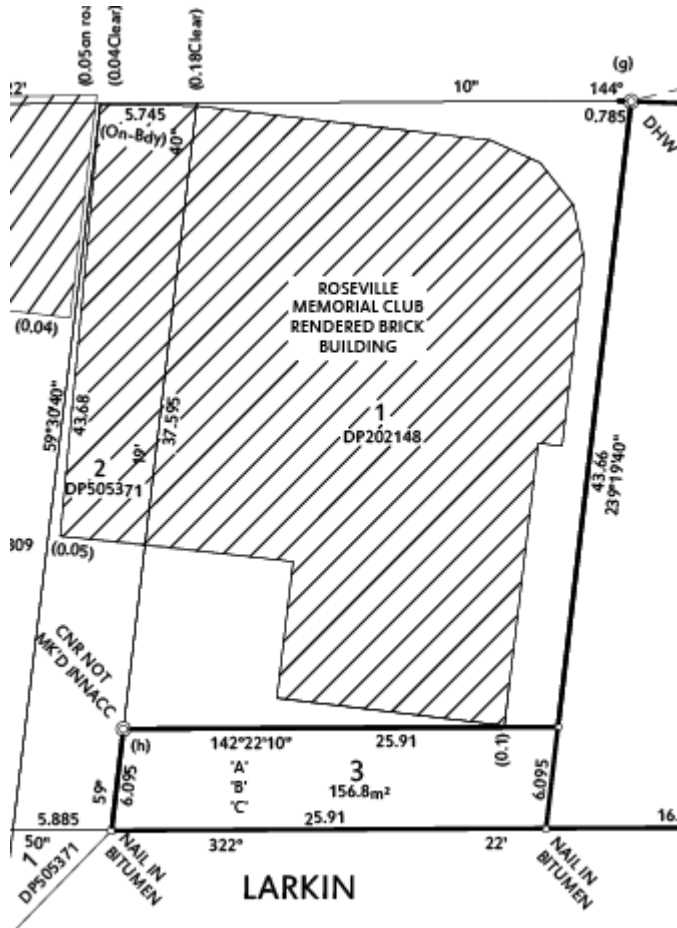 (0.05on
(0.04Clear)
(0.18Clear)
(g)
22'
10"
144°
0.785
DHW
5.745
(On-Bdy)
40"
ROSEVILLE
MEMORIAL CLUB
RENDERED BRICK
BUILDING
(0.04)
59°30'40"
43.68
37.595
19'
1
DP202148
2
DP505371
43.66
239°19'40"
809
(0.05)
CNR NOT
MK'D INNACC
(h)
142°22'10"
25.91
(0.1)
'A'
'B'
'C'
3
156.8m²
59°
6.095
6.095
5.885
25.91
16.
50"
322°
22'
1
DP505371
NAIL IN
BITUMEN
NAIL IN
BITUMEN
LARKIN